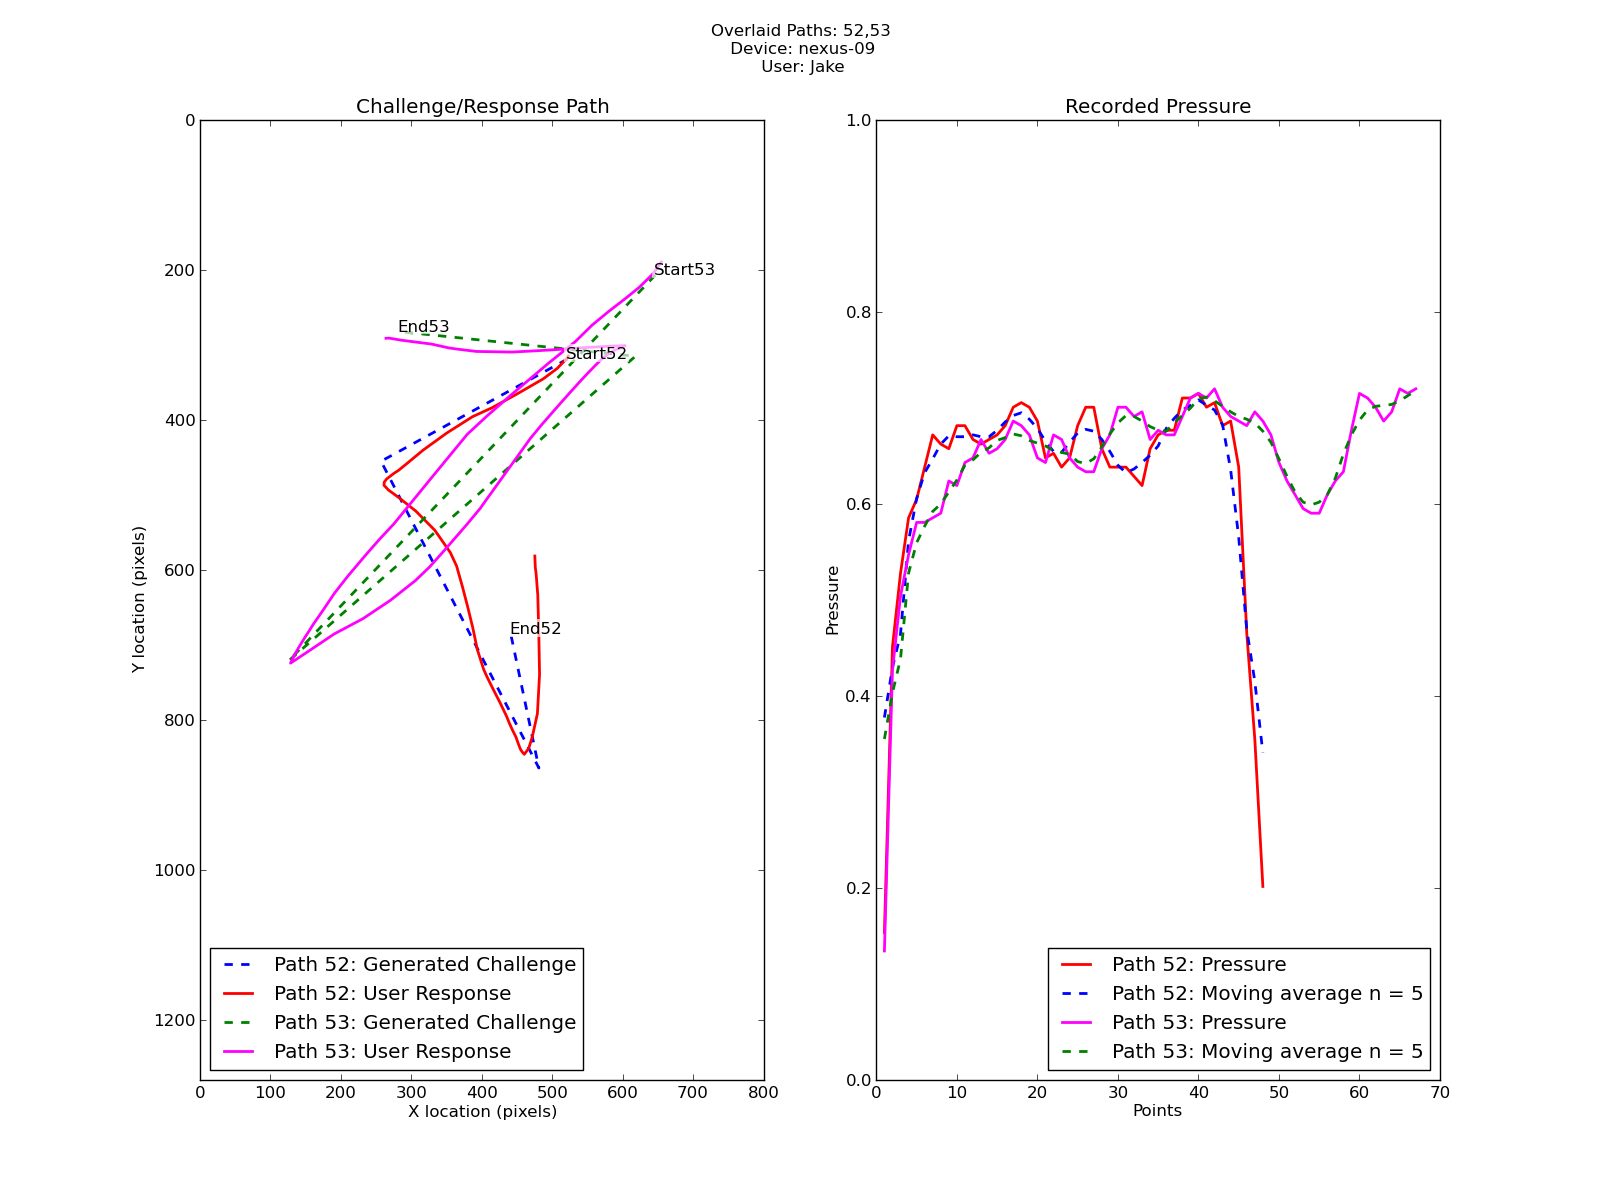 Overlaid Paths: 52,53
Device: nexus-09
User: Jake
Challenge/Response Path
0
200
400
600
800
1000
1200
Y location (pixels)
Start53
End53
Start52
End52
Path 52: Generated Challenge
Path 52: User Response
Path 53: Generated Challenge
Path 53: User Response
0 100 200 300 400 500 600 700 800
X location (pixels)
Recorded Pressure
1.0
0.8
0.6
0.4
0.2
0.0
Pressure
Path 52: Pressure
Path 52: Moving average n = 5
Path 53: Pressure
Path 53: Moving average n = 5
0 10 20 30 40 50 60 70
Points